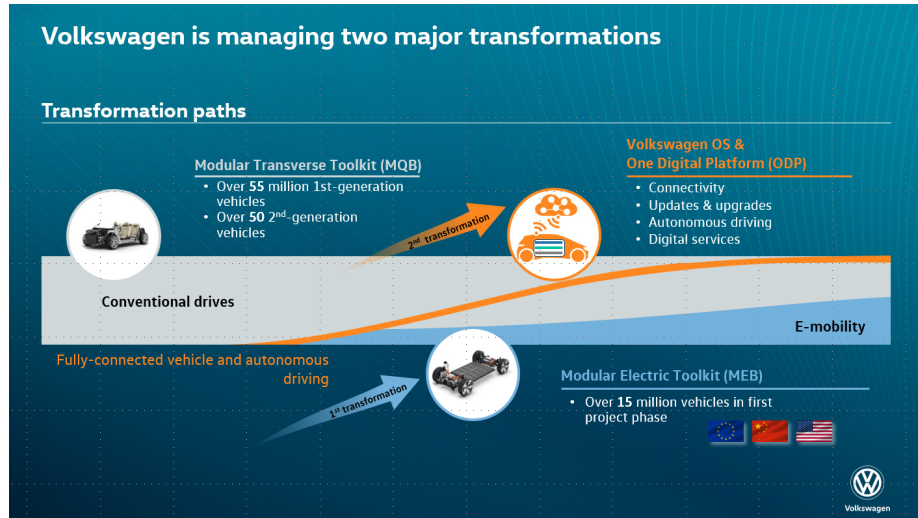 Volkswagen is managing two major transformations
Transformation paths
Modular Transverse Toolkit (MQB)
• Over 55 million 1st-generation
vehicles
• Over 50 2nd-generation
vehicles
2nd transformation
Volkswagen OS &
One Digital Platform (ODP)
• Connectivity
• Updates & upgrades
• Autonomous driving
• Digital services
Conventional drives
E-mobility
Fully-connected vehicle and autonomous
driving
1st transformation
Modular Electric Toolkit (MEB)
• Over 15 million vehicles in first
project phase
Volkswagen